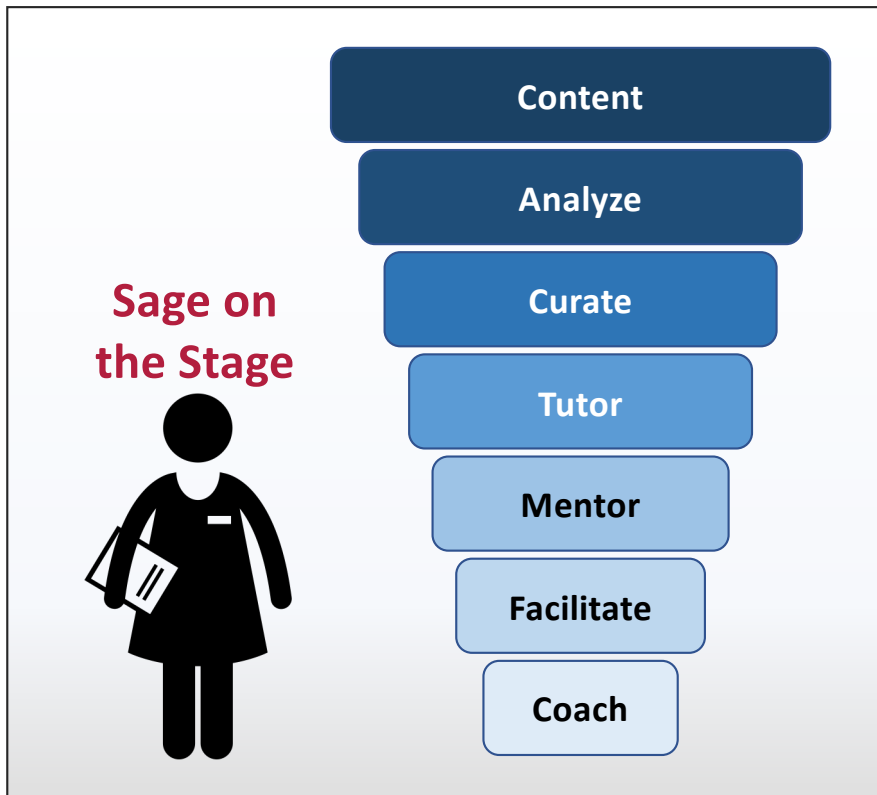 Content
Analyze
Curate
Sage on
the Stage
Tutor
Mentor
Facilitate
Coach